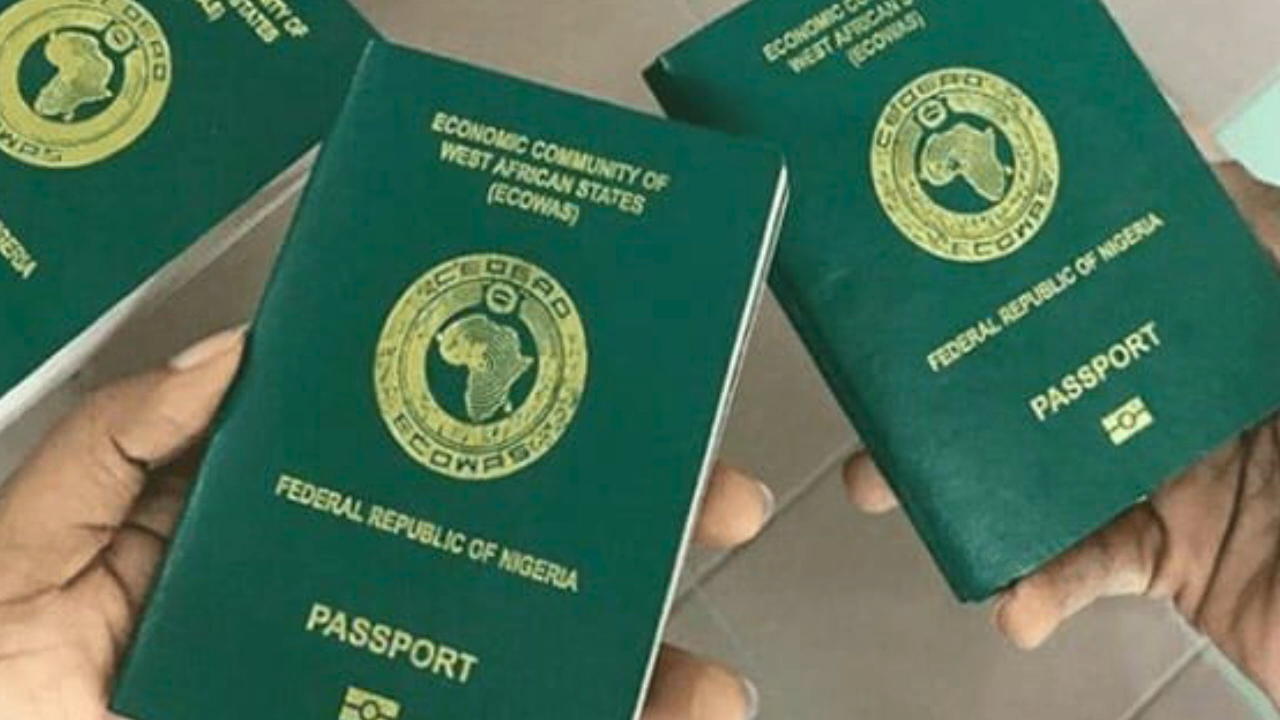 ECONOMIC COMMUNITY OF
WEST AFRICAN STATES
(ECOWAS)
CEDEAO
ECOWAS
FEDERAL REPUBLIC OF NIGERIA
PASSPORT
ECONOMIC
WEST AFRICAN
(ECOWAS)
CEDEAO
ECOWAS
FEDERAL REPUBLIC OF NIGERIA
PASSPORT
OF
STATES